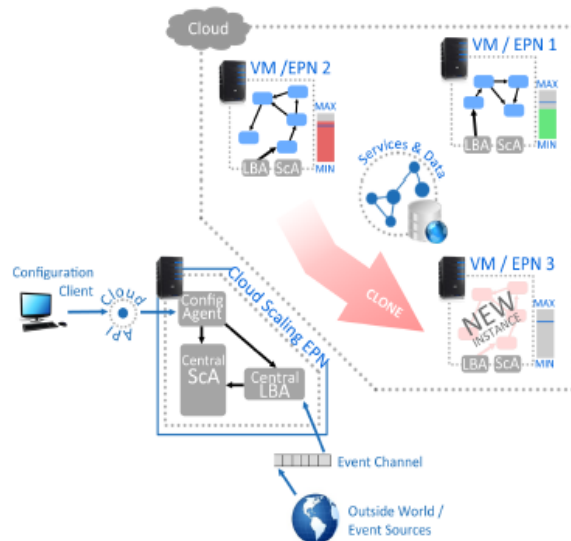 Cloud
VM /EPN 2
MAX
MIN
LBA
ScA
VM / EPN 1
MAX
MIN
LBA
ScA
Services & Data
CLONE
VM / EPN 3
MAX
MIN
NEW
INSTANCE
LBA
ScA
Configuration
Client
Cloud
API
Cloud Scaling EPN
Config
Agent
Central
ScA
Central
LBA
Event Channel
Outside World /
Event Sources